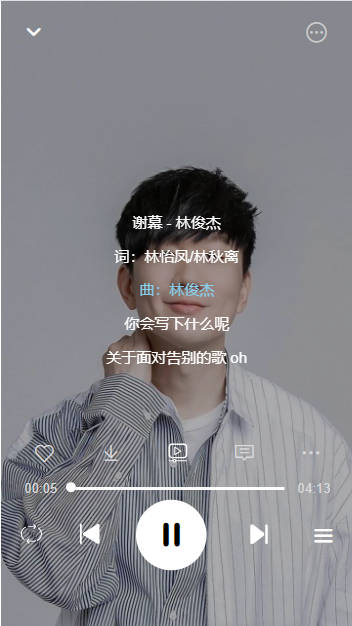 谢幕 - 林俊杰
词：林怡凤/林秋离
曲：林俊杰
你会写下什么呢
关于面对告别的歌 oh
00:05
04:13